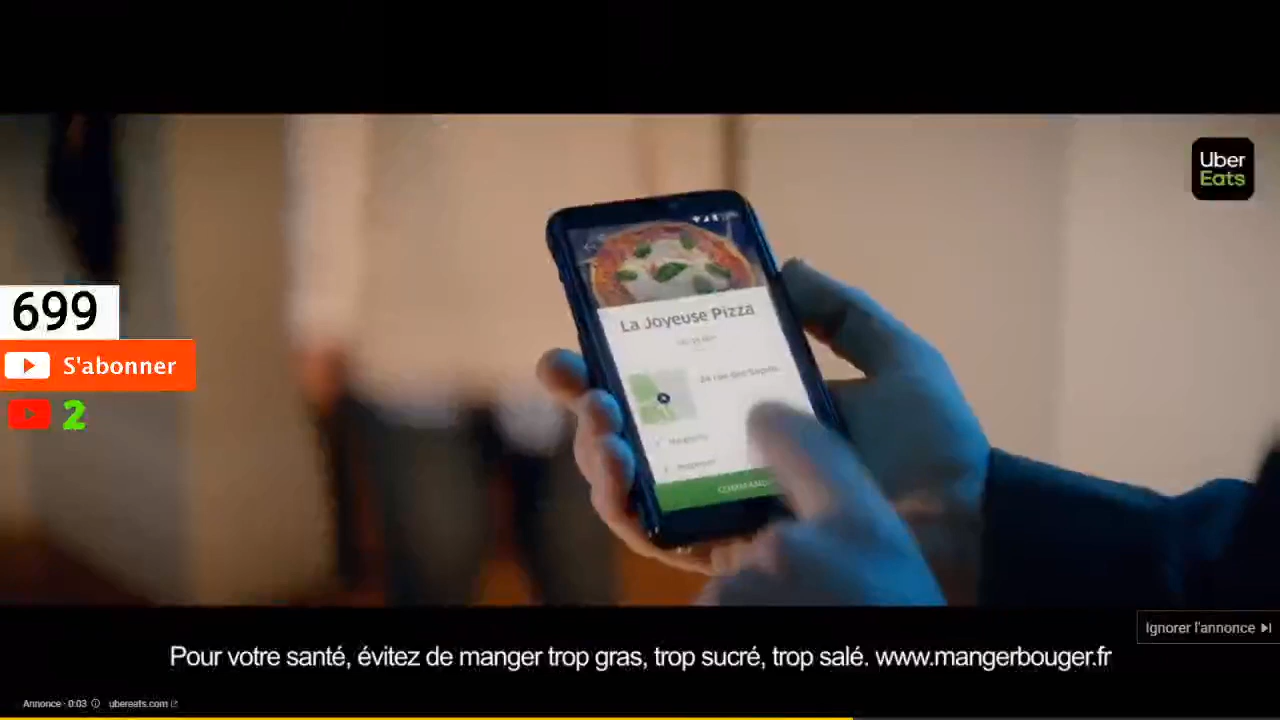 Uber
Eats
La Joyeuse Pizza
699
S'abonner
2
Ignorer l'annonce
Pour votre santé, évitez de manger trop gras, trop sucré, trop salé. www.mangerbouger.fr
Annonce · 0:03
ubereats.com